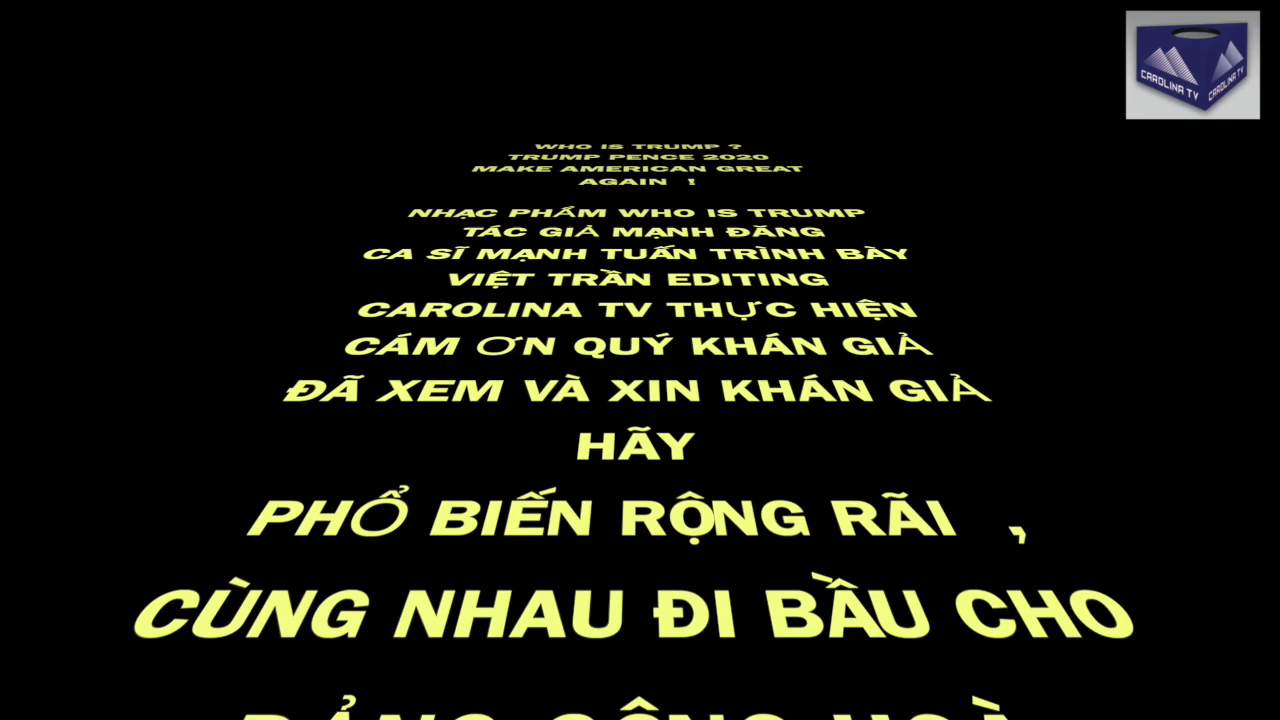 CAROLINA TV
CAROLINA TV
WHO IS TRUMP ?
TRUMP PENCE 2020
MAKE AMERICAN GREAT
AGAIN !
NHẠC PHẨM WHO IS TRUMP
TÁC GIẢ MẠNH ĐĂNG
CA SĨ MẠNH TUẤN TRÌNH BÀY
VIỆT TRẦN EDITING
CAROLINA TV THỰC HIỆN
CÁM ƠN QUÝ KHÁN GIẢ
ĐÃ XEM VÀ XIN KHÁN GIẢ
HÃY
PHỔ BIẾN RỘNG RÃI ,
CÙNG NHAU ĐI BẦU CHO
ĐẢNG CỘNG HOÀ